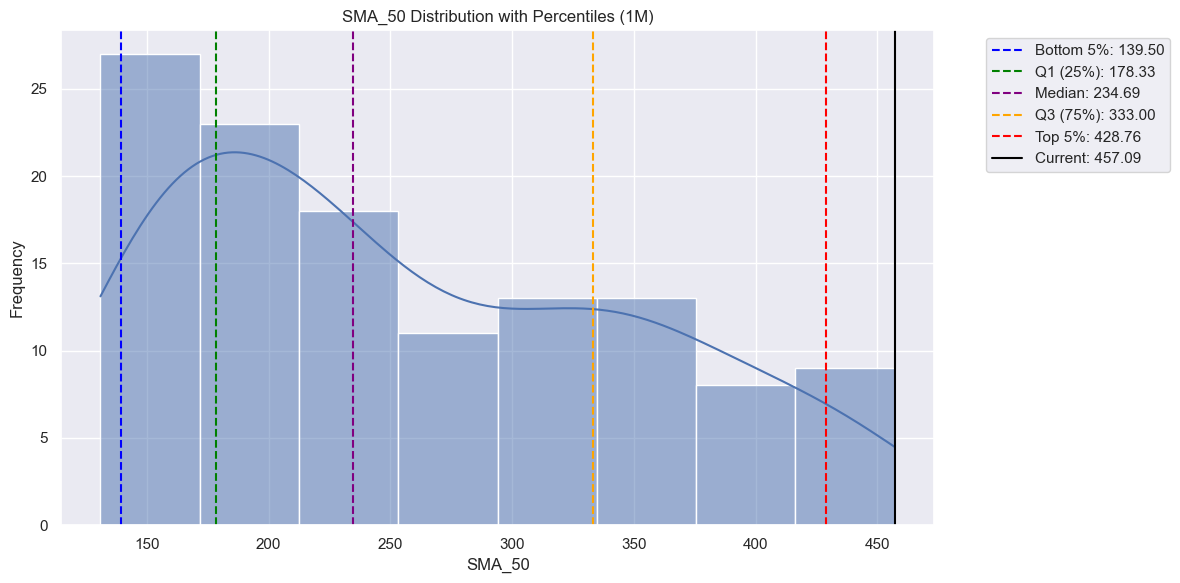 SMA_50 Distribution with Percentiles (1M)
Bottom 5%: 139.50
Q1 (25%): 178.33
Median: 234.69
Q3 (75%): 333.00
Top 5%: 428.76
Current: 457.09
Frequency
25
20
15
10
5
0
150 200 250 300 350 400 450
SMA_50